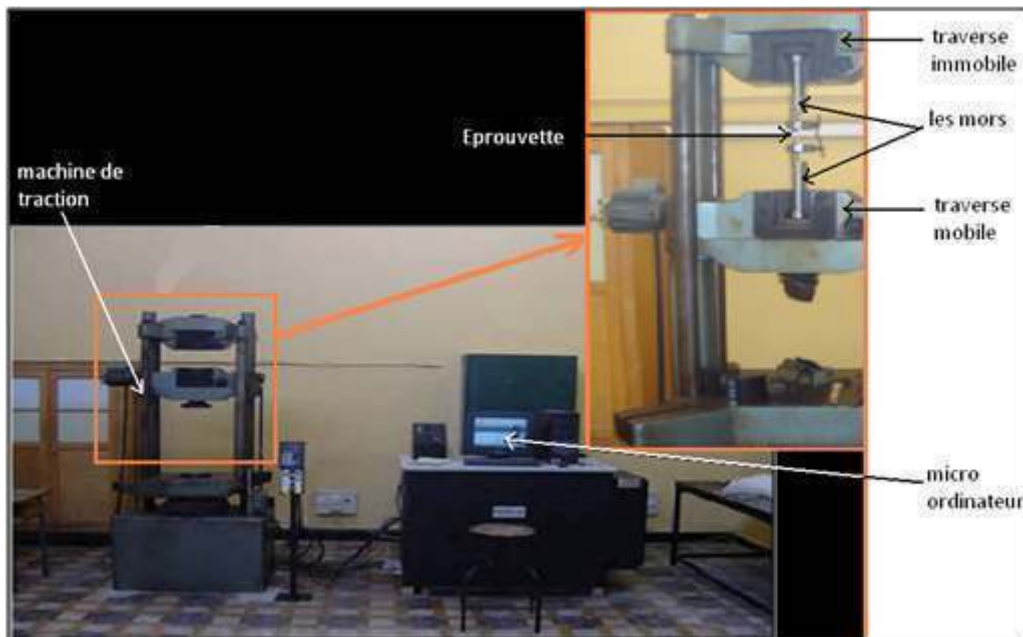 traverse
immobile
Eprouvette
les mors
machine de
traction
traverse
mobile
micro
ordinateur